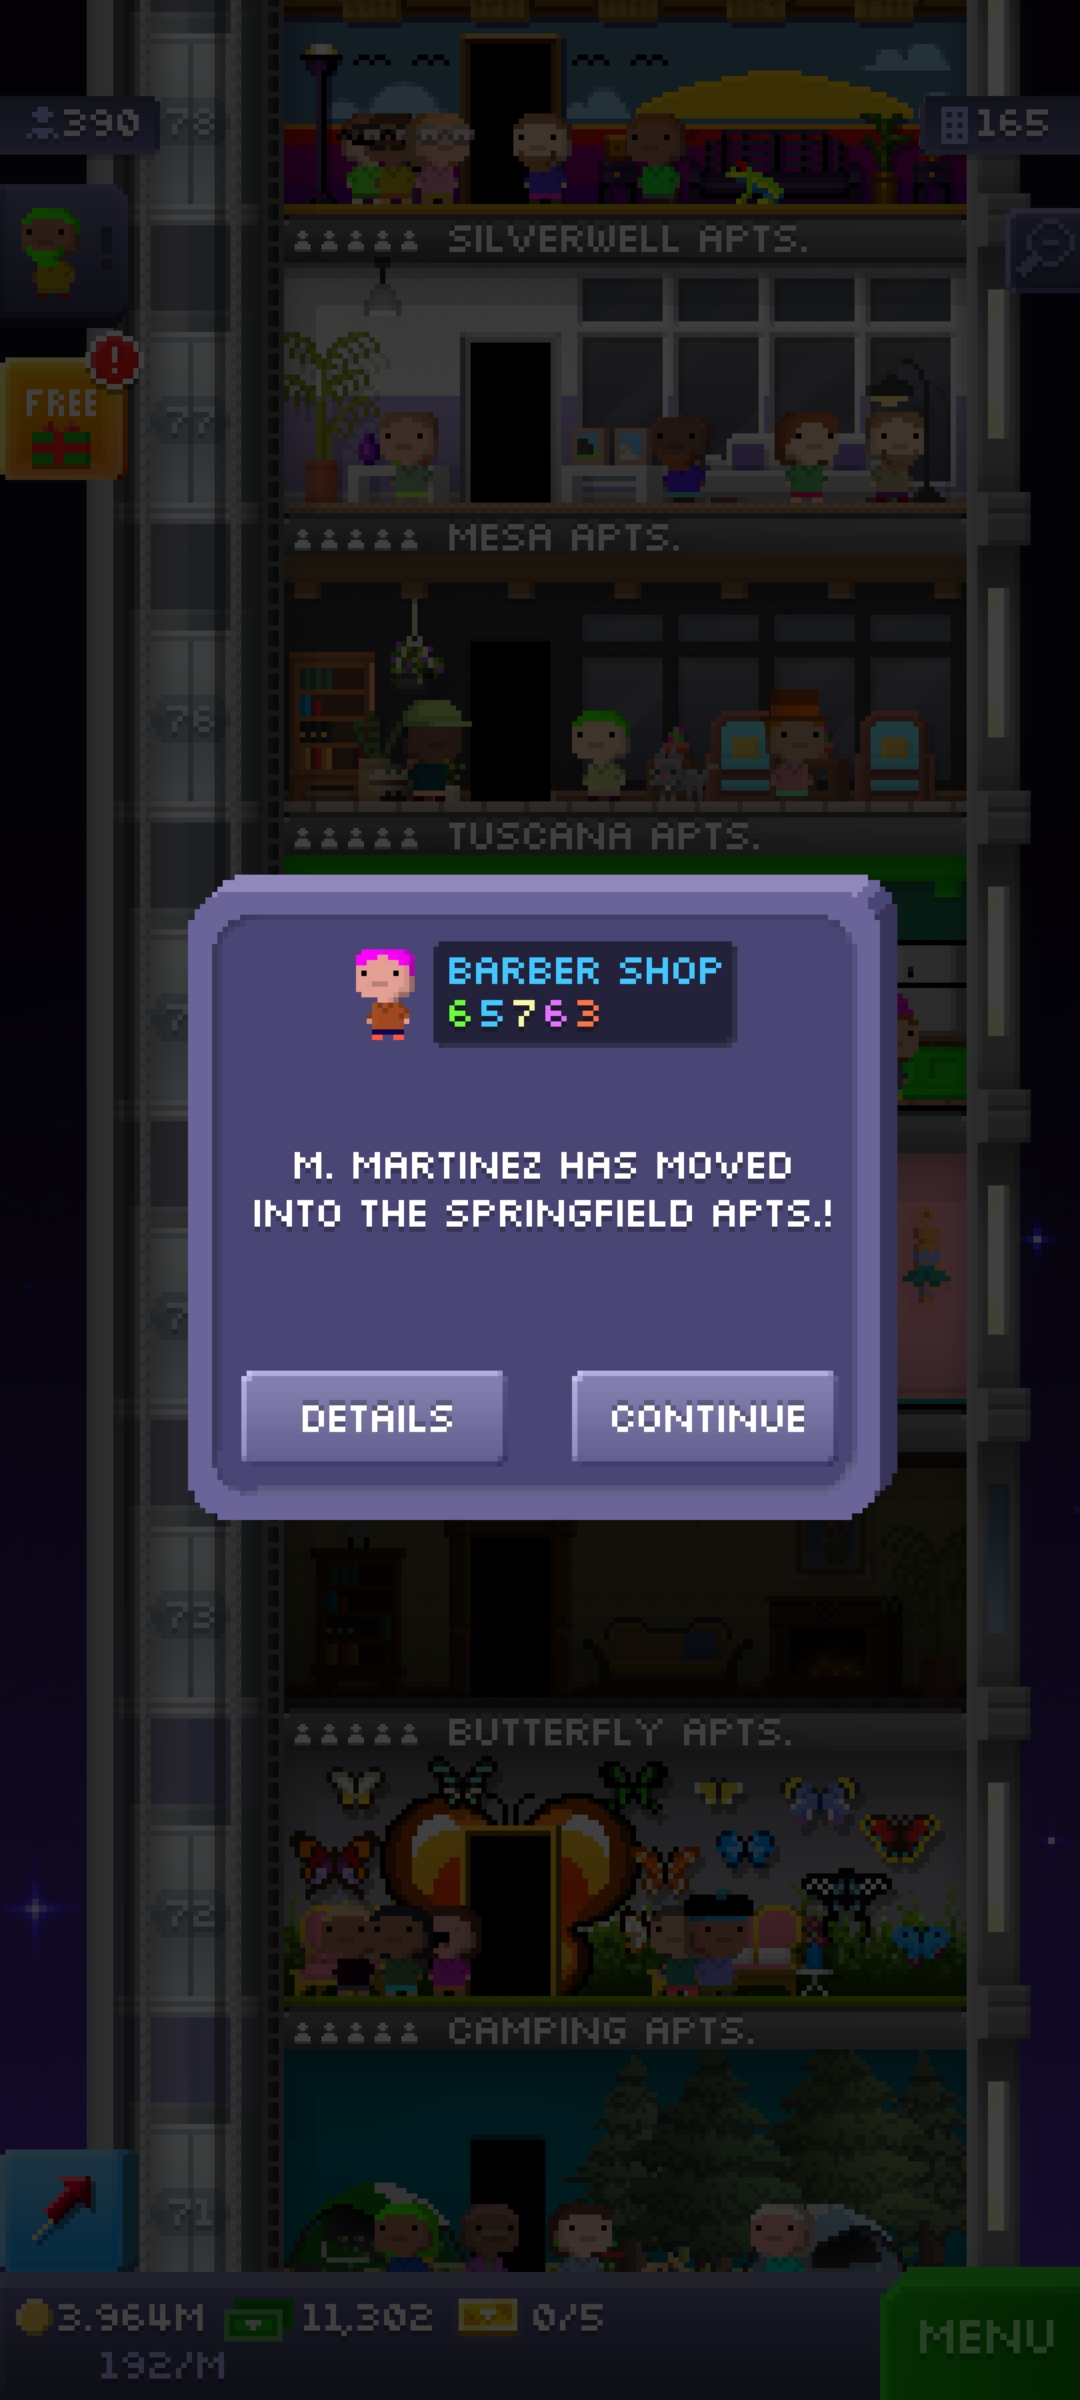 390
78
165
SILVERWELL APTS.
FREE
!
77
MESA APTS.
76
TUSCANA APTS.
BARBER SHOP
65763
M. MARTINEZ HAS MOVED
INTO THE SPRINGFIELD APTS.!
DETAILS
CONTINUE
73
BUTTERFLY APTS.
72
CAMPING APTS.
71
3.964M
11,302
0/5
192/M
MENU